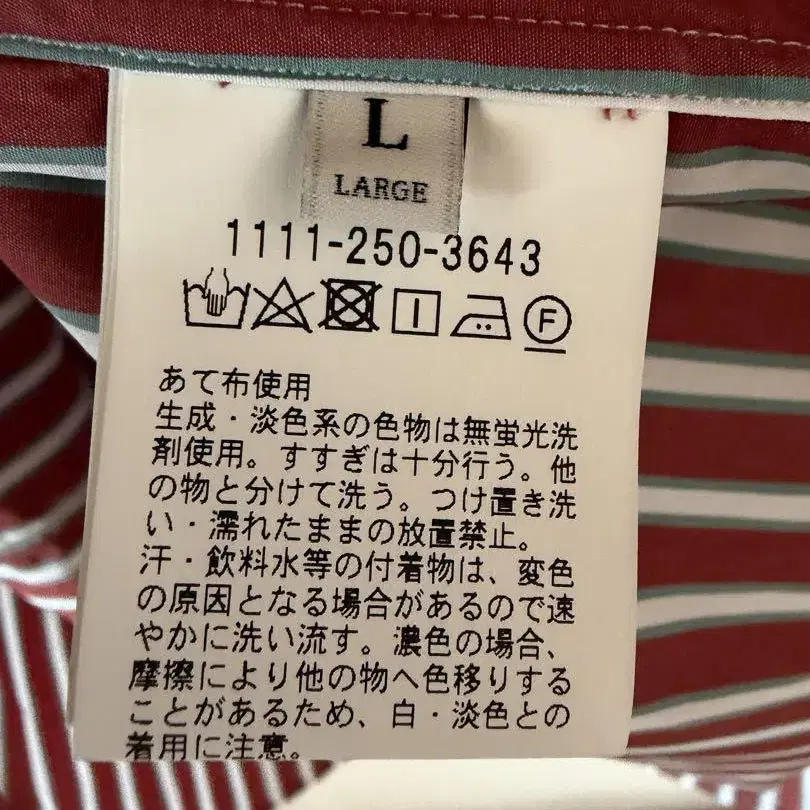 L
LARGE
1111-250-3643
F
あて布使用
生成・淡色系の色物は無蛍光洗
剤使用。すすぎは十分行う。他
の物と分けて洗う。つけ置き洗
い・濡れたままの放置禁止。
汗・飲料水等の付着物は、変色
の原因となる場合があるので速
やかに洗い流す。濃色の場合、
摩擦により他の物へ色移りする
ことがあるため、白・淡色との
着用に注意。